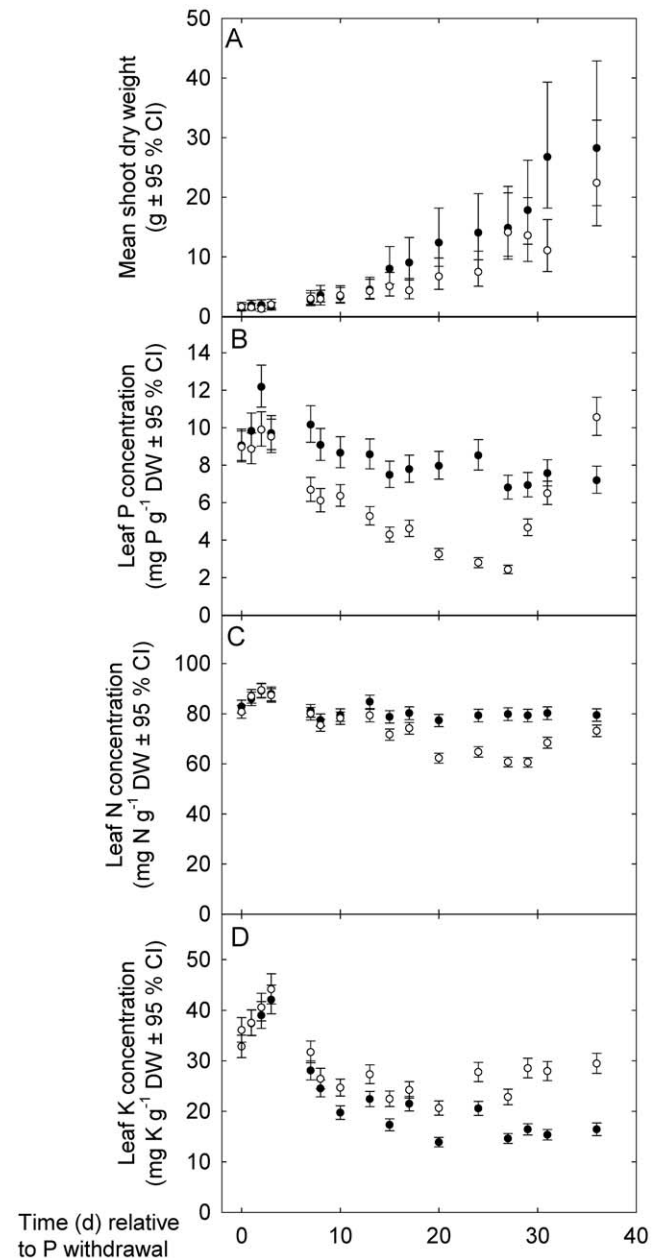 A
Mean shoot dry weight
(g ± 95 % CI)
50
40
30
20
10
0
B
Leaf P concentration
(mg P g⁻¹ DW ± 95 % CI)
14
12
10
8
6
4
2
0
C
Leaf N concentration
(mg N g⁻¹ DW ± 95 % CI)
100
80
60
40
20
0
D
Leaf K concentration
(mg K g⁻¹ DW ± 95 % CI)
50
40
30
20
10
0
Time (d) relative
to P withdrawal
0 10 20 30 40